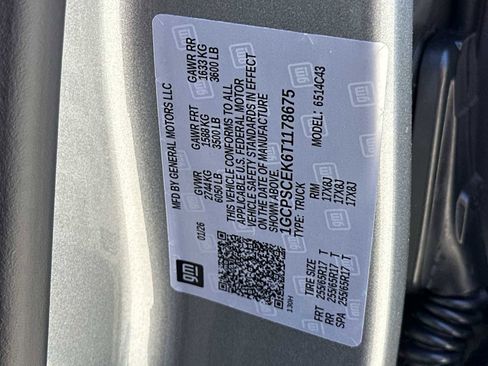 MFD BY GENERAL MOTORS LLC
01/26
GVWR
2744 KG
6050 LB
GAWR FRT
1588 KG
3500 LB
GAWR RR
1633 KG
3600 LB
THIS VEHICLE CONFORMS TO ALL
APPLICABLE U.S. FEDERAL MOTOR
VEHICLE SAFETY STANDARDS IN EFFECT
ON THE DATE OF MANUFACTURE
SHOWN ABOVE.
1GCPSCEK6T1178675
TYPE: TRUCK
6514C43
gm
130H
TIRE SIZE RIM
FRT 255/65R17 T 17X8J
RR 255/65R17 T 17X8J
SPA 255/65R17 T 17X8J